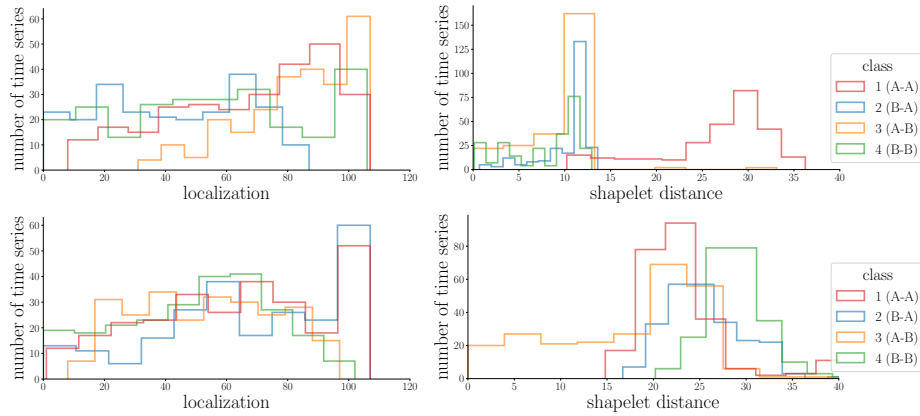 number of time series
60
50
40
30
20
10
0
0 20 40 60 80 100 120
localization
number of time series
150
125
100
75
50
25
0
0 5 10 15 20 25 30 35 40
shapelet distance
class
1 (A-A)
2 (B-A)
3 (A-B)
4 (B-B)
number of time series
60
50
40
30
20
10
0
0 20 40 60 80 100 120
localization
number of time series
80
60
40
20
0
0 5 10 15 20 25 30 35 40
shapelet distance
class
1 (A-A)
2 (B-A)
3 (A-B)
4 (B-B)